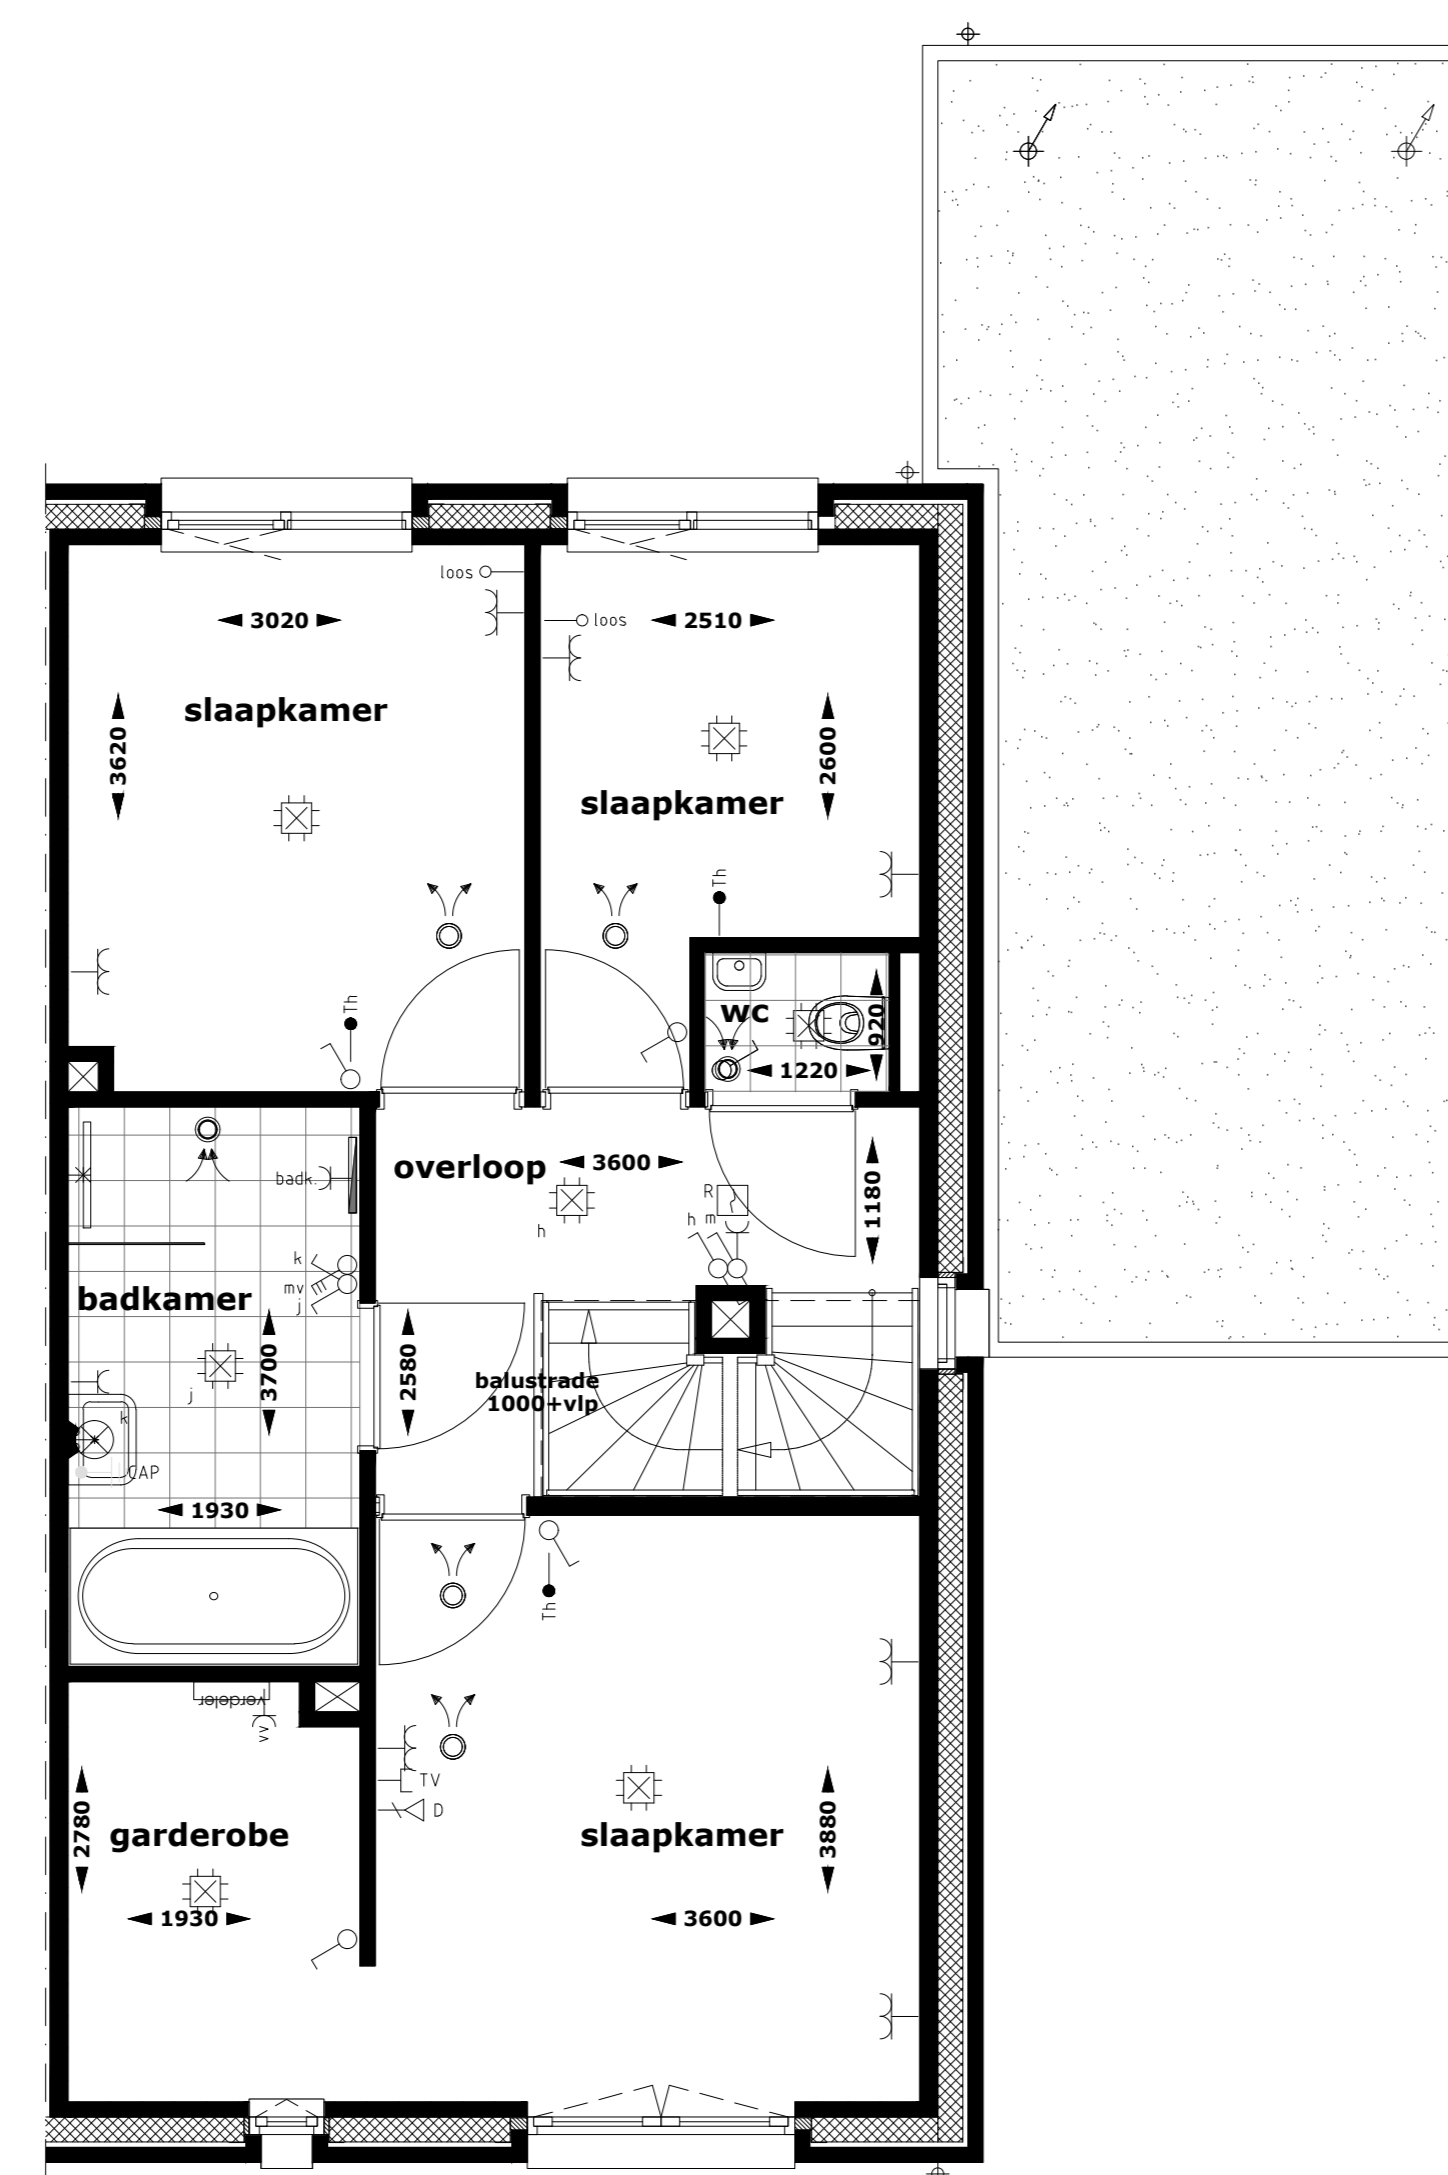 loos
3020
loos
2510
slaapkamer
3620
2600
slaapkamer
Th
Th
wc
920
1220
overloop
3600
badk.
R
h m
h
1180
k
mv m
j
badkamer
3700
2580
balustrade
1000+vlp
j
k
CAP
1930
Th
verdeler
vv
TV
D
2780
garderobe
slaapkamer
3880
1930
3600